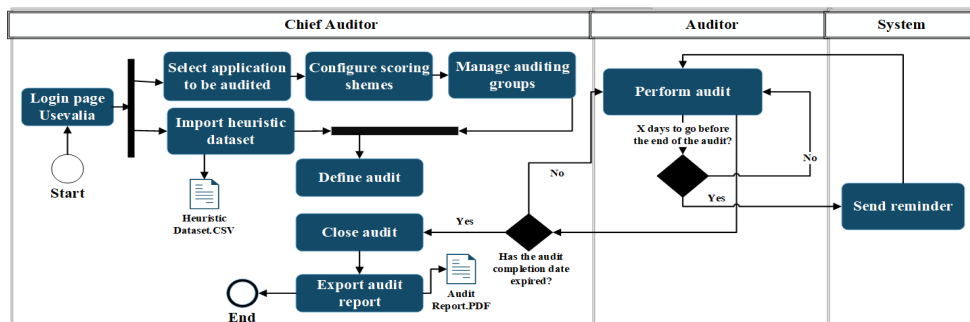 Chief Auditor
Auditor
System
Login page
Usevalia
Start
Select application
to be audited
Configure scoring
shemes
Manage auditing
groups
Import heuristic
dataset
Heuristic
Dataset.CSV
Define audit
Close audit
Yes
No
Has the audit
completion date
expired?
Export audit
report
Audit
Report.PDF
End
Perform audit
X days to go before
the end of the audit?
No
Yes
Send reminder